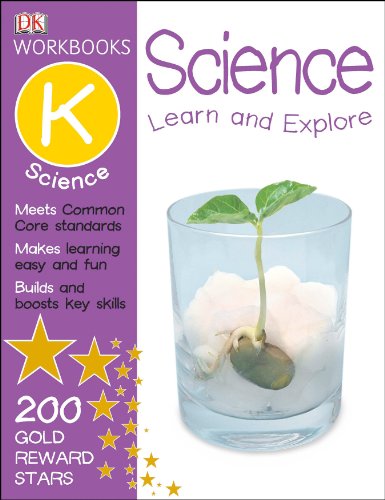 DK
WORKBOOKS
K
Science
Meets Common
Core standards
Makes learning
easy and fun
Builds and
boosts key skills
200
GOLD
REWARD
STARS
Science
Learn and Explore